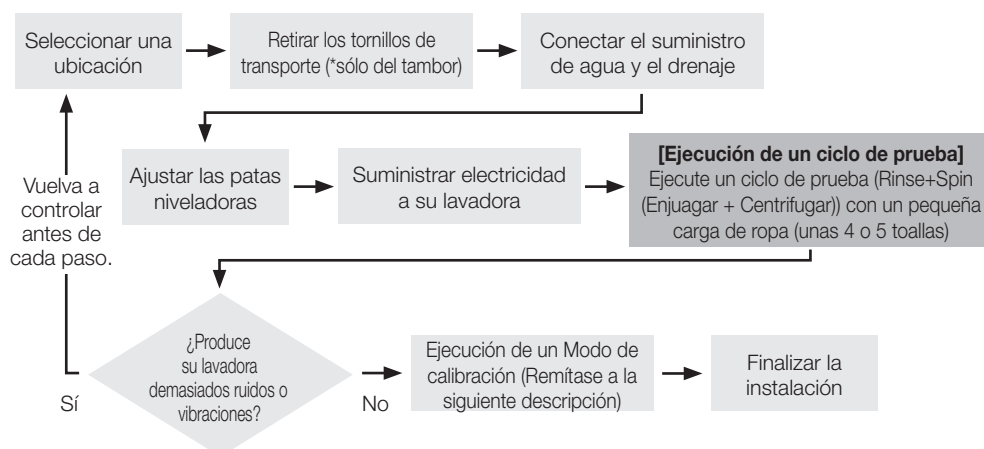 Seleccionar una
ubicación
Retirar los tornillos de
transporte (*sólo del tambor)
Conectar el suministro
de agua y el drenaje
Ajustar las patas
niveladoras
Suministrar electricidad
a su lavadora
[Ejecución de un ciclo de prueba]
Ejecute un ciclo de prueba (Rinse+Spin
(Enjuagar + Centrifugar)) con un pequeña
carga de ropa (unas 4 o 5 toallas)
Vuelva a
controlar
antes de
cada paso.
¿Produce
su lavadora
demasiados ruidos o
vibraciones?
Sí
No
Ejecución de un Modo de
calibración (Remítase a la
siguiente descripción)
Finalizar la
instalación